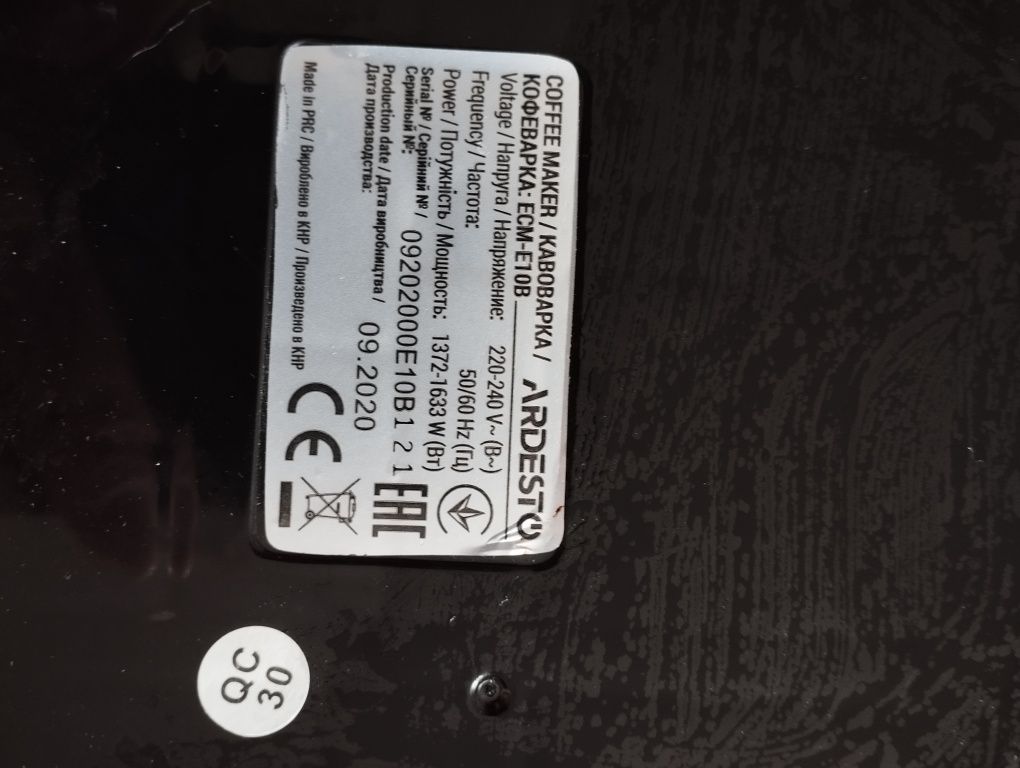 COFFEE MAKER / КАВОВАРКА /
КОФЕВАРКА: ECM-E10B
ARDESTO
Voltage / Напруга / Напряжение: 220-240 V~ (В~)
Frequency / Частота: 50/60 Hz (Гц)
Power / Потужність / Мощность: 1372-1633 W (Вт)
Serial № / Серійний № /
Серийный №: 09202000E10B1 2 1
Production date / Дата виробництва /
Дата производства: 09.2020
Made in PRC / Вироблено в КНР / Произведено в КНР
CE
EAC
QC
30